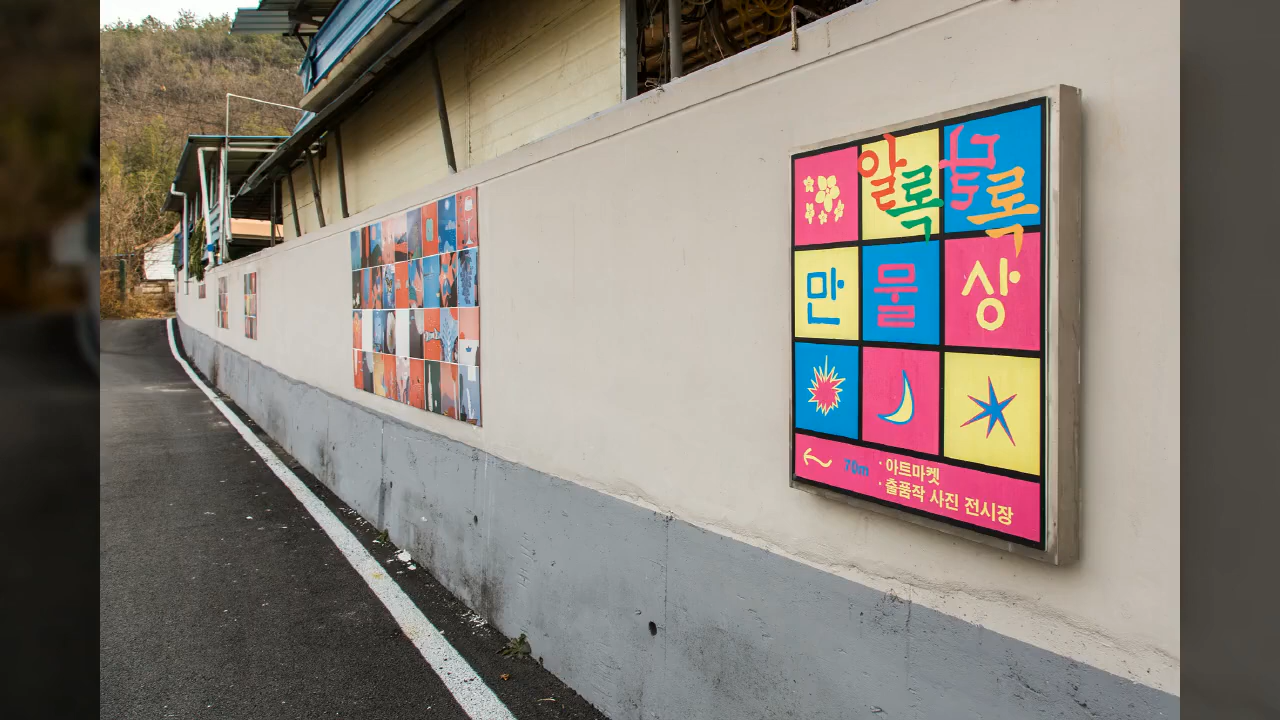 알록달록
만물상
70m
· 아트마켓
· 출품작 사진 전시장